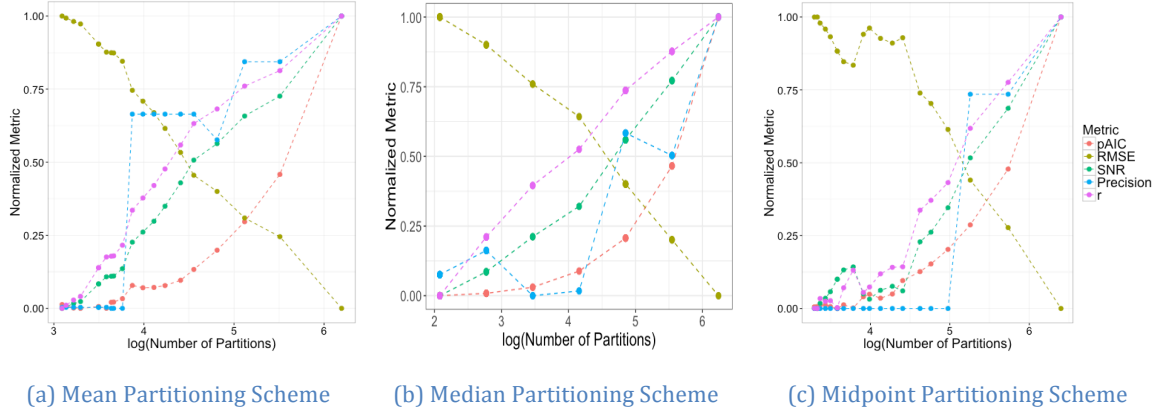 1.00
0.75
0.50
0.25
0.00
Normalized Metric
3 4 5 6
log(Number of Partitions)
(a) Mean Partitioning Scheme
1.00
0.75
0.50
0.25
0.00
Normalized Metric
2 3 4 5 6
log(Number of Partitions)
(b) Median Partitioning Scheme
1.00
0.75
0.50
0.25
0.00
Normalized Metric
4 5 6
log(Number of Partitions)
(c) Midpoint Partitioning Scheme
Metric
pAIC
RMSE
SNR
Precision
r